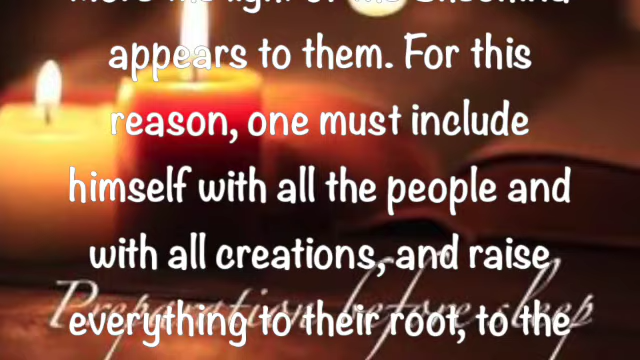 more the light of the Shechina
appears to them. For this
reason, one must include
himself with all the people and
with all creations, and raise
everything to their root, to the
Preparation before sleep